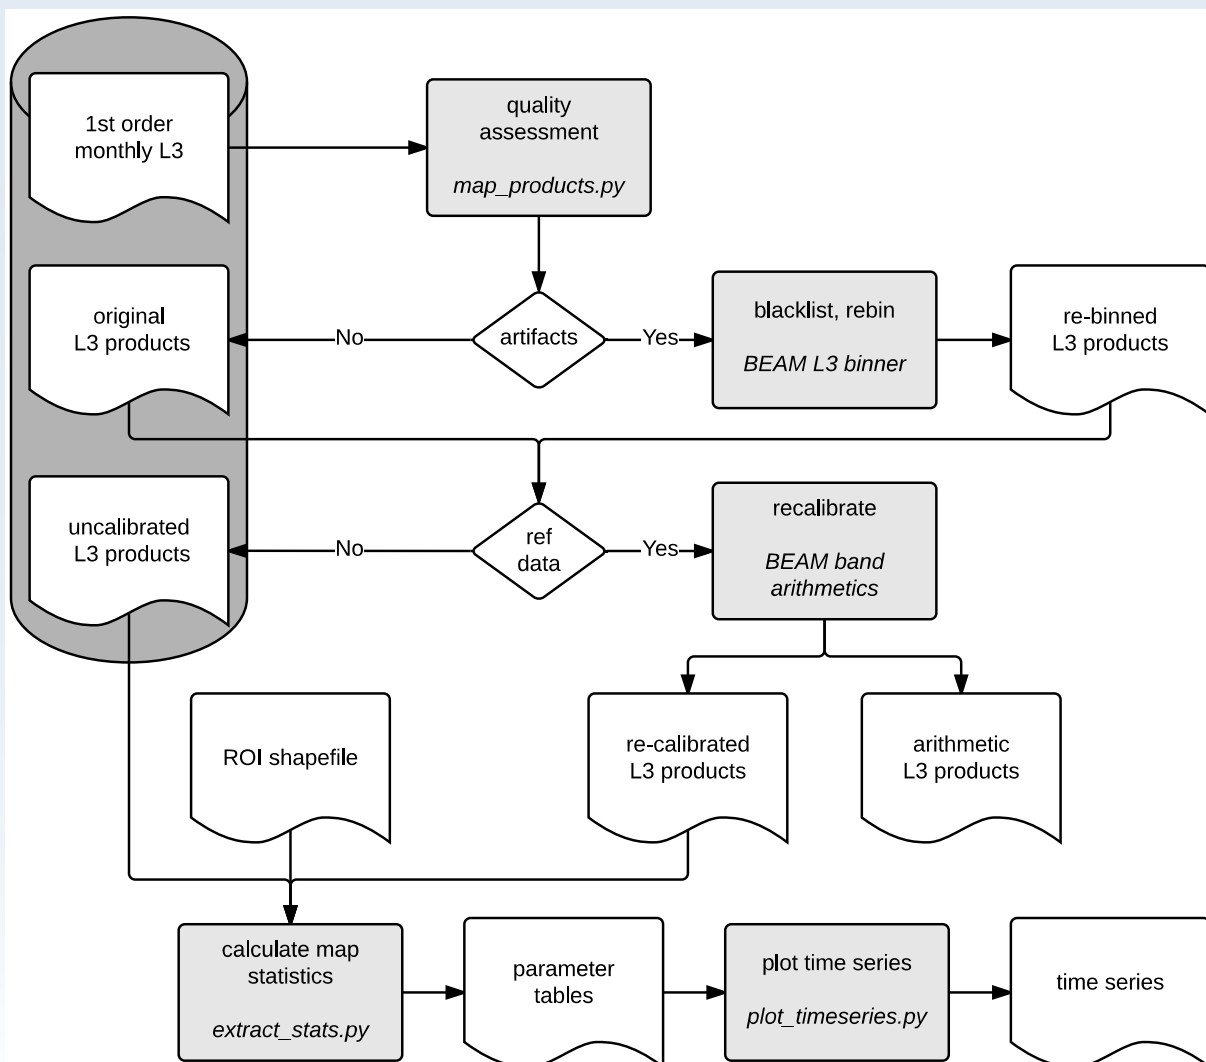 1st order
monthly L3
quality
assessment
map_products.py
original
L3 products
No
artifacts
Yes
blacklist, rebin
BEAM L3 binner
re-binned
L3 products
uncalibrated
L3 products
No
ref
data
Yes
recalibrate
BEAM band
arithmetics
ROI shapefile
re-calibrated
L3 products
arithmetic
L3 products
calculate map
statistics
extract_stats.py
parameter
tables
plot time series
plot_timeseries.py
time series